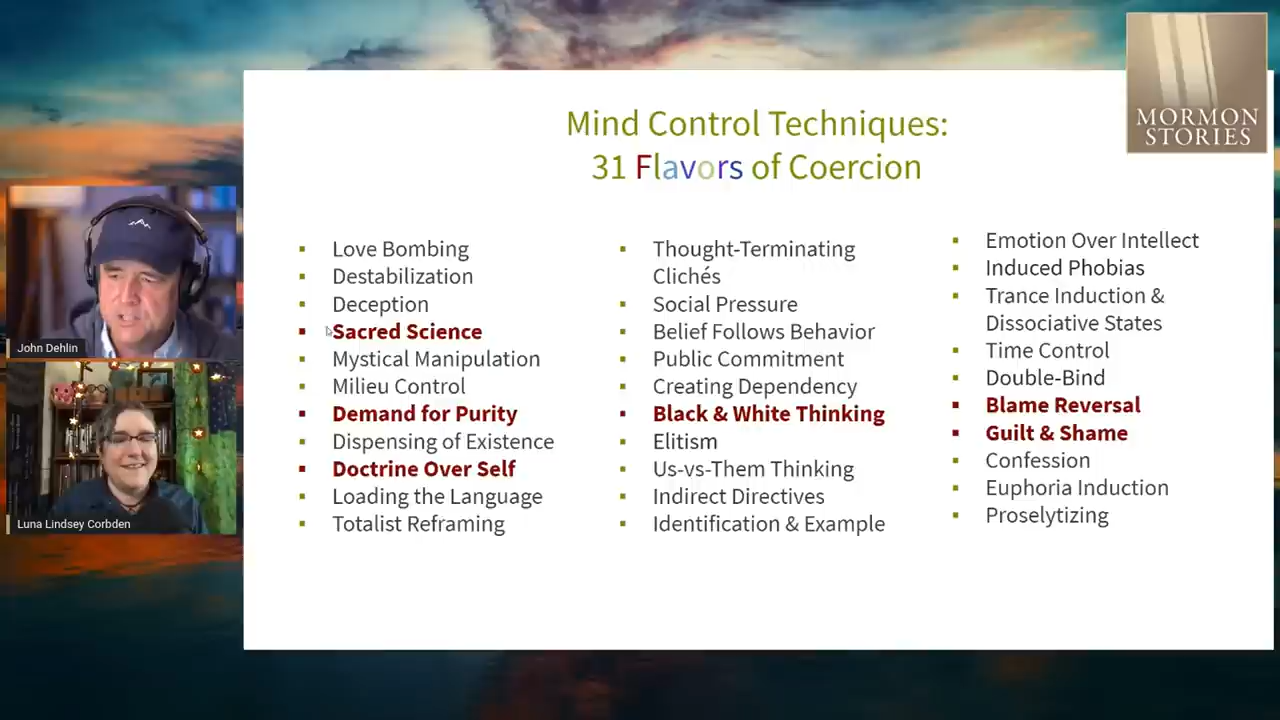 MORMON
STORIES
Mind Control Techniques:
31 Flavors of Coercion
Love Bombing
Destabilization
Deception
Sacred Science
Mystical Manipulation
Milieu Control
Demand for Purity
Dispensing of Existence
Doctrine Over Self
Loading the Language
Totalist Reframing
Thought-Terminating
Clichés
Social Pressure
Belief Follows Behavior
Public Commitment
Creating Dependency
Black & White Thinking
Elitism
Us-vs-Them Thinking
Indirect Directives
Identification & Example
Emotion Over Intellect
Induced Phobias
Trance Induction &
Dissociative States
Time Control
Double-Bind
Blame Reversal
Guilt & Shame
Confession
Euphoria Induction
Proselytizing
John Dehlin
Luna Lindsey Corbden